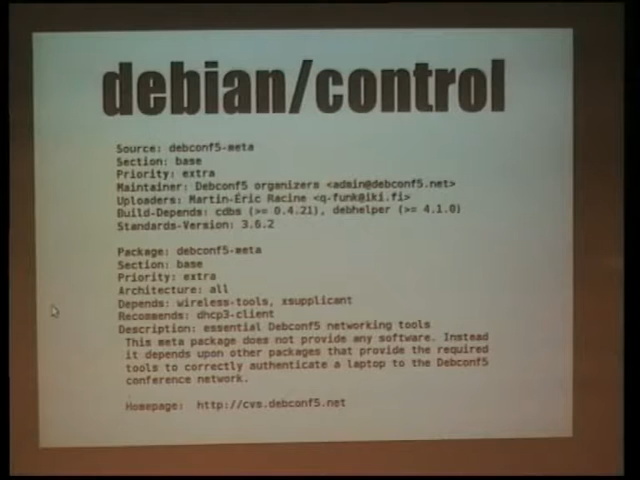 debian/control
Source: debconf5-meta
Section: base
Priority: extra
Maintainer: Debconf5 organizers <admin@debconf5.net>
Uploaders: Martin-Éric Racine <q-funk@iki.fi>
Build-Depends: cdbs (>= 0.4.21), debhelper (>= 4.1.0)
Standards-Version: 3.6.2
Package: debconf5-meta
Section: base
Priority: extra
Architecture: all
Depends: wireless-tools, xsupplicant
Recommends: dhcp3-client
Description: essential Debconf5 networking tools
This meta package does not provide any software. Instead
it depends upon other packages that provide the required
tools to correctly authenticate a laptop to the Debconf5
conference network.
.
Homepage: http://cvs.debconf5.net